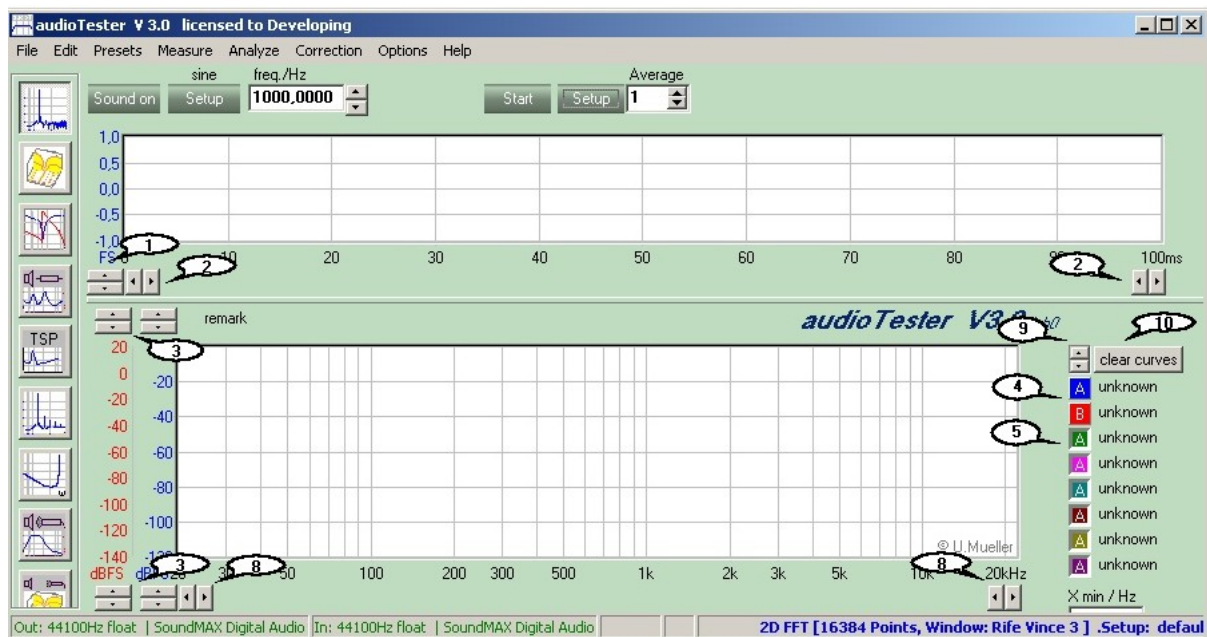 audioTester V 3.0 licensed to Developing
File Edit Presets Measure Analyze Correction Options Help
sine freq./Hz Average
Sound on Setup 1000,0000 Start Setup 1
1,0
0,5
0,0
-0,5
-1,0
1
FS 0 10 20 30 40 50 60 70 80 100ms
2 2
remark audioTester V3.0
9 10
TSP
3
clear curves
20
0 -20
-20
-40 -40
-60 -60
-80 -80
-100
-120 -100
-140
4 A unknown
B unknown
5 A unknown
A unknown
A unknown
A unknown
A unknown
A unknown
© U.Mueller
3 8 8
dBFS 20 50 100 200 300 500 1k 2k 3k 5k 10k 20kHz
X min / Hz
Out: 44100Hz float | SoundMAX Digital Audio In: 44100Hz float | SoundMAX Digital Audio 2D FFT [16384 Points, Window: Rife Vince 3 ] .Setup: defaul